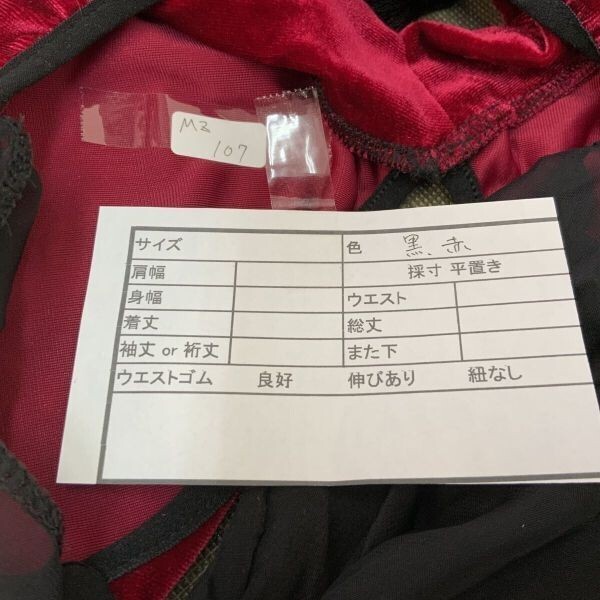 M3
107
サイズ 色 黒、赤
肩幅 採寸 平置き
身幅 ウエスト
着丈 総丈
袖丈 or 裄丈 また下
ウエストゴム 良好 伸びあり 紐なし